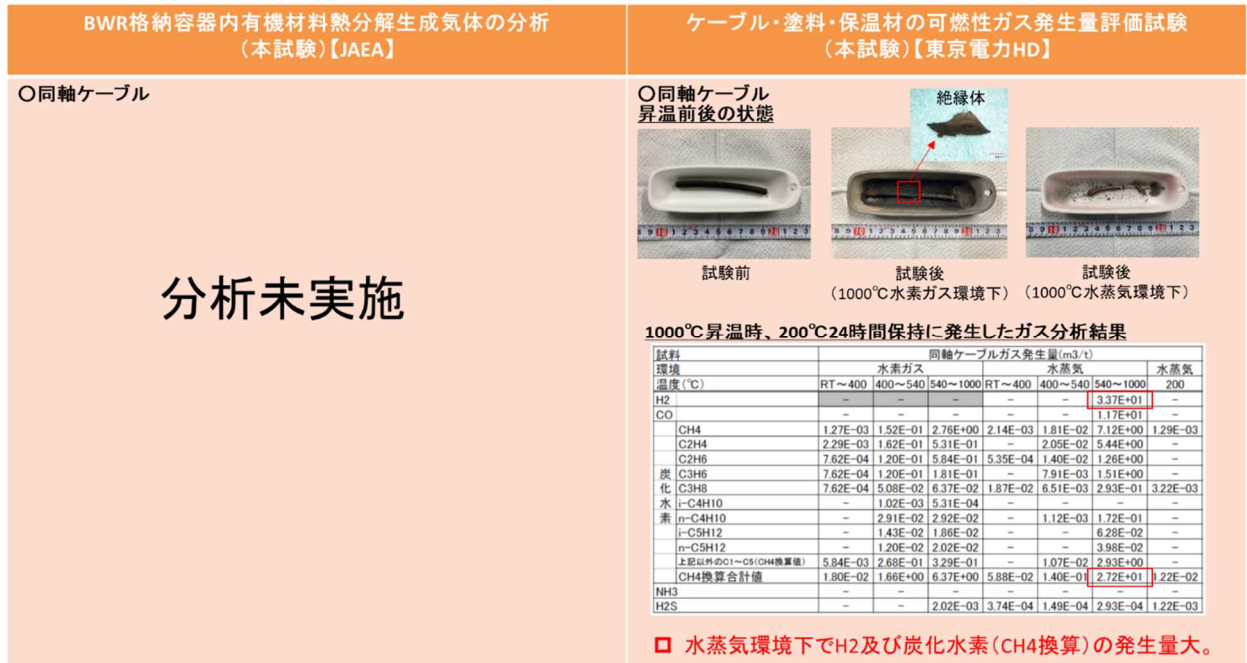 BWR格納容器内有機材料熱分解生成気体の分析
(本試験)【JAEA】
ケーブル・塗料・保温材の可燃性ガス発生量評価試験
(本試験)【東京電力HD】
〇同軸ケーブル
分析未実施
〇同軸ケーブル
昇温前後の状態
絶縁体
試験前
試験後
(1000℃水素ガス環境下)
試験後
(1000℃水蒸気環境下)
1000℃昇温時、200℃24時間保持に発生したガス分析結果
試料 同軸ケーブルガス発生量(m3/t)
環境 水素ガス 水蒸気 水蒸気
温度(℃) RT～400 400～540 540～1000 RT～400 400～540 540～1000 200
H2 － － － － － 3.37E+01 －
CO － － － － － 1.17E+01 －
炭化水素
CH4 1.27E-03 1.52E-01 2.76E+00 2.14E-03 1.81E-02 7.12E+00 1.29E-03
C2H4 2.29E-03 1.62E-01 5.31E-01 － 2.05E-02 5.44E+00 －
C2H6 7.62E-04 1.20E-01 5.84E-01 5.35E-04 1.40E-02 1.26E+00 －
C3H6 7.62E-04 1.20E-01 1.81E-01 － 7.91E-03 1.51E+00 －
C3H8 7.62E-04 5.08E-02 6.37E-02 1.87E-02 6.51E-03 2.93E-01 3.22E-03
i-C4H10 － 1.02E-03 5.31E-04 － － － －
n-C4H10 － 2.91E-02 2.92E-02 － 1.12E-03 1.72E-01 －
i-C5H12 － 1.43E-02 1.86E-02 － － 6.28E-02 －
n-C5H12 － 1.20E-02 2.02E-02 － － 3.98E-02 －
上記以外のC1～C5(CH4換算値) 5.84E-03 2.68E-01 3.29E-01 － 1.07E-02 2.93E+00 －
CH4換算合計値 1.80E-02 1.66E+00 6.37E+00 5.88E-02 1.40E-01 2.72E+01 1.22E-02
NH3 － － － － － － －
H2S － － 2.02E-03 3.74E-04 1.49E-04 2.93E-04 1.22E-03
水蒸気環境下でH2及び炭化水素(CH4換算)の発生量大。